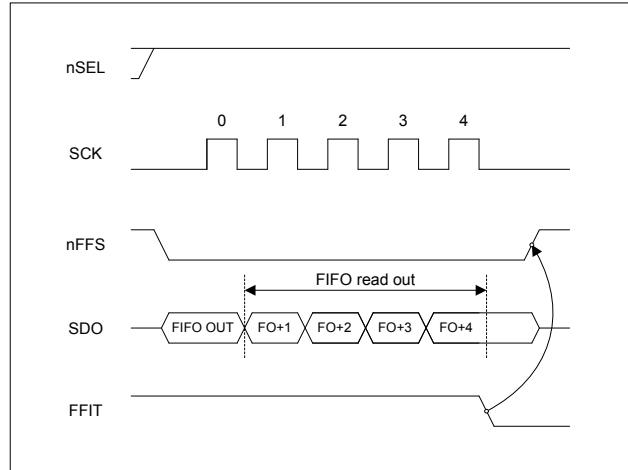 nSEL
0 1 2 3 4
SCK
nFFS
FIFO read out
SDO
FIFO OUT FO+1 FO+2 FO+3 FO+4
FFIT